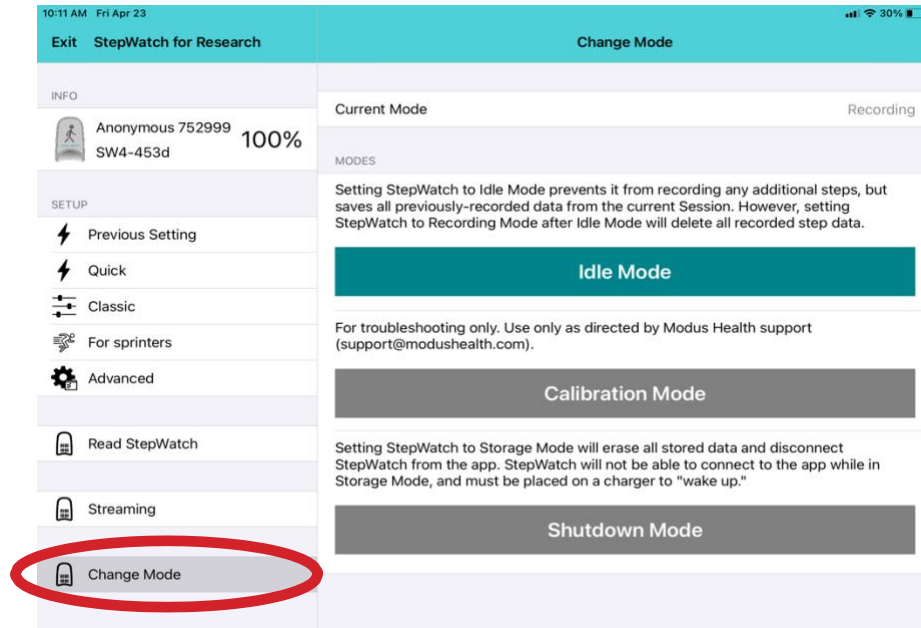 10:11 AM Fri Apr 23
30%
Exit StepWatch for Research
Change Mode
INFO
Anonymous 752999
SW4-453d
100%
SETUP
Previous Setting
Quick
Classic
For sprinters
Advanced
Read StepWatch
Streaming
Change Mode
Current Mode Recording
MODES
Setting StepWatch to Idle Mode prevents it from recording any additional steps, but
saves all previously-recorded data from the current Session. However, setting
StepWatch to Recording Mode after Idle Mode will delete all recorded step data.
Idle Mode
For troubleshooting only. Use only as directed by Modus Health support
(support@modushealth.com).
Calibration Mode
Setting StepWatch to Storage Mode will erase all stored data and disconnect
StepWatch from the app. StepWatch will not be able to connect to the app while in
Storage Mode, and must be placed on a charger to "wake up."
Shutdown Mode